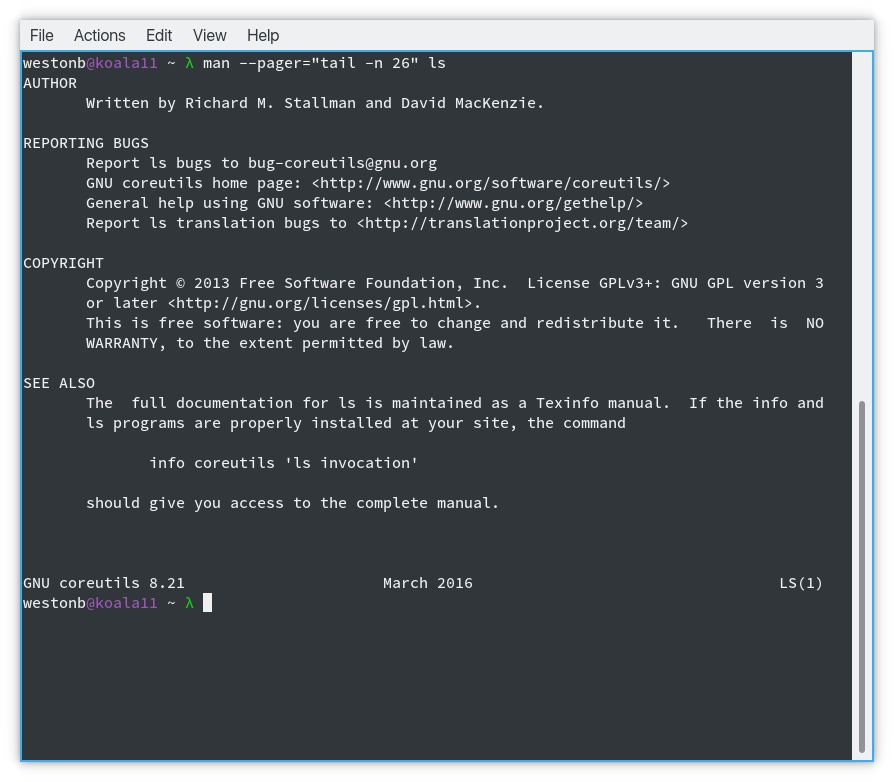 File Actions Edit View Help
westonb@koala11 ~ λ man --pager="tail -n 26" ls
AUTHOR
Written by Richard M. Stallman and David MacKenzie.
REPORTING BUGS
Report ls bugs to bug-coreutils@gnu.org
GNU coreutils home page: <http://www.gnu.org/software/coreutils/>
General help using GNU software: <http://www.gnu.org/gethelp/>
Report ls translation bugs to <http://translationproject.org/team/>
COPYRIGHT
Copyright © 2013 Free Software Foundation, Inc.  License GPLv3+: GNU GPL version 3
or later <http://gnu.org/licenses/gpl.html>.
This is free software: you are free to change and redistribute it.   There  is  NO
WARRANTY, to the extent permitted by law.
SEE ALSO
The  full documentation for ls is maintained as a Texinfo manual.  If the info and
ls programs are properly installed at your site, the command
info coreutils 'ls invocation'
should give you access to the complete manual.
GNU coreutils 8.21 March 2016 LS(1)
westonb@koala11 ~ λ